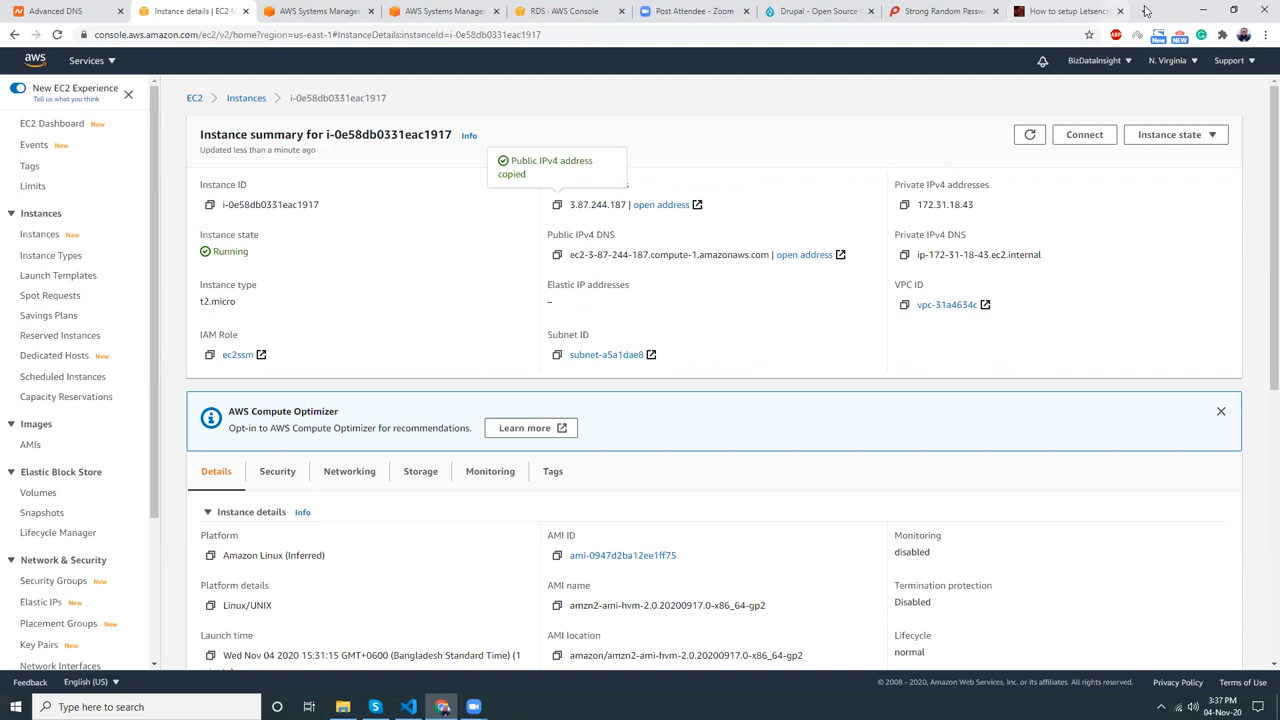 Advanced DNS
Instance details | EC2 M
AWS Systems Manage
AWS Systems Manage
RDS · AWS Console
Post Attendee - Zoom
Drupal - Open Source C
Strong Random Passwo
How to setup Letsencr
console.aws.amazon.com/ec2/v2/home?region=us-east-1#InstanceDetails:instanceId=i-0e58db0331eac1917
aws
Services
BizDataInsight
N. Virginia
Support
New EC2 Experience
Tell us what you think
EC2 Dashboard New
Events New
Tags
Limits
Instances
Instances New
Instance Types
Launch Templates
Spot Requests
Savings Plans
Reserved Instances
Dedicated Hosts New
Scheduled Instances
Capacity Reservations
Images
AMIs
Elastic Block Store
Volumes
Snapshots
Lifecycle Manager
Network & Security
Security Groups New
Elastic IPs New
Placement Groups New
Key Pairs New
Network Interfaces
EC2
Instances
i-0e58db0331eac1917
Instance summary for i-0e58db0331eac1917 Info
Updated less than a minute ago
Connect
Instance state
Public IPv4 address copied
Instance ID
i-0e58db0331eac1917
3.87.244.187 | open address
Private IPv4 addresses
172.31.18.43
Instance state
Running
Public IPv4 DNS
ec2-3-87-244-187.compute-1.amazonaws.com | open address
Private IPv4 DNS
ip-172-31-18-43.ec2.internal
Instance type
t2.micro
Elastic IP addresses
–
VPC ID
vpc-31a4634c
IAM Role
ec2ssm
Subnet ID
subnet-a5a1dae8
AWS Compute Optimizer
Opt-in to AWS Compute Optimizer for recommendations.
Learn more
Details
Security
Networking
Storage
Monitoring
Tags
Instance details Info
Platform
Amazon Linux (Inferred)
AMI ID
ami-0947d2ba12ee1ff75
Monitoring
disabled
Platform details
Linux/UNIX
AMI name
amzn2-ami-hvm-2.0.20200917.0-x86_64-gp2
Termination protection
Disabled
Launch time
Wed Nov 04 2020 15:31:15 GMT+0600 (Bangladesh Standard Time) (1
AMI location
amazon/amzn2-ami-hvm-2.0.20200917.0-x86_64-gp2
Lifecycle
normal
Feedback
English (US)
© 2008 - 2020, Amazon Web Services, Inc. or its affiliates. All rights reserved.
Privacy Policy
Terms of Use
Type here to search
3:37 PM
04-Nov-20